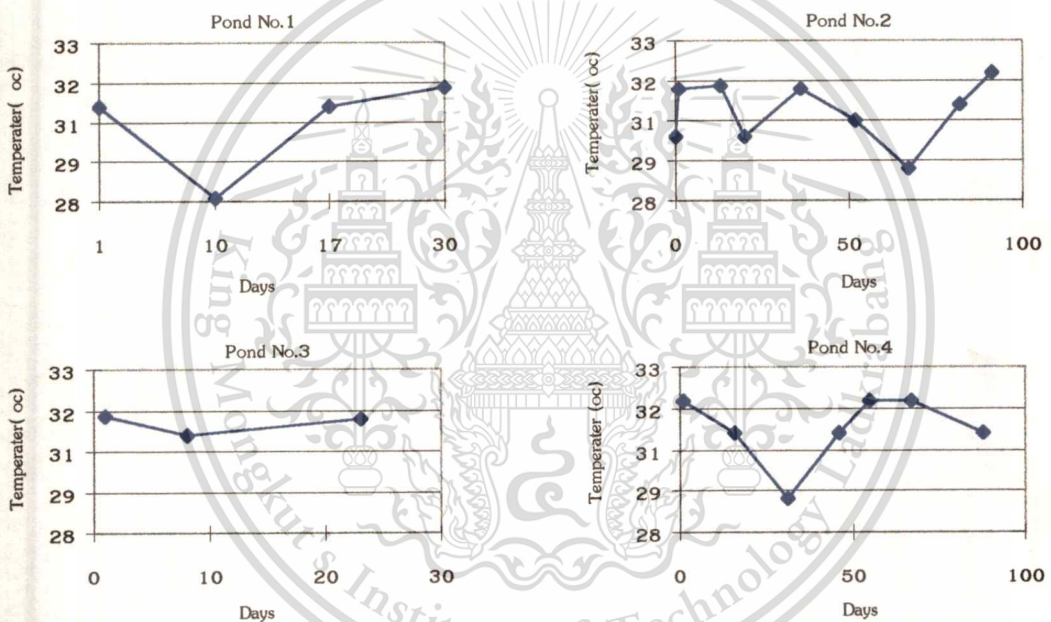 Pond No.1
Temperater( oc)
33
32
31
29
28
1 10 17 30
Days
Pond No.2
Temperater( oc)
33
32
31
29
28
0 50 100
Days
Pond No.3
Temperater( oc)
33
32
31
29
28
0 10 20 30
Days
Pond No.4
Temperater (oc)
33
32
31
29
28
0 50 100
Days
King Mongkut's Institute of Technology Ladkrabang